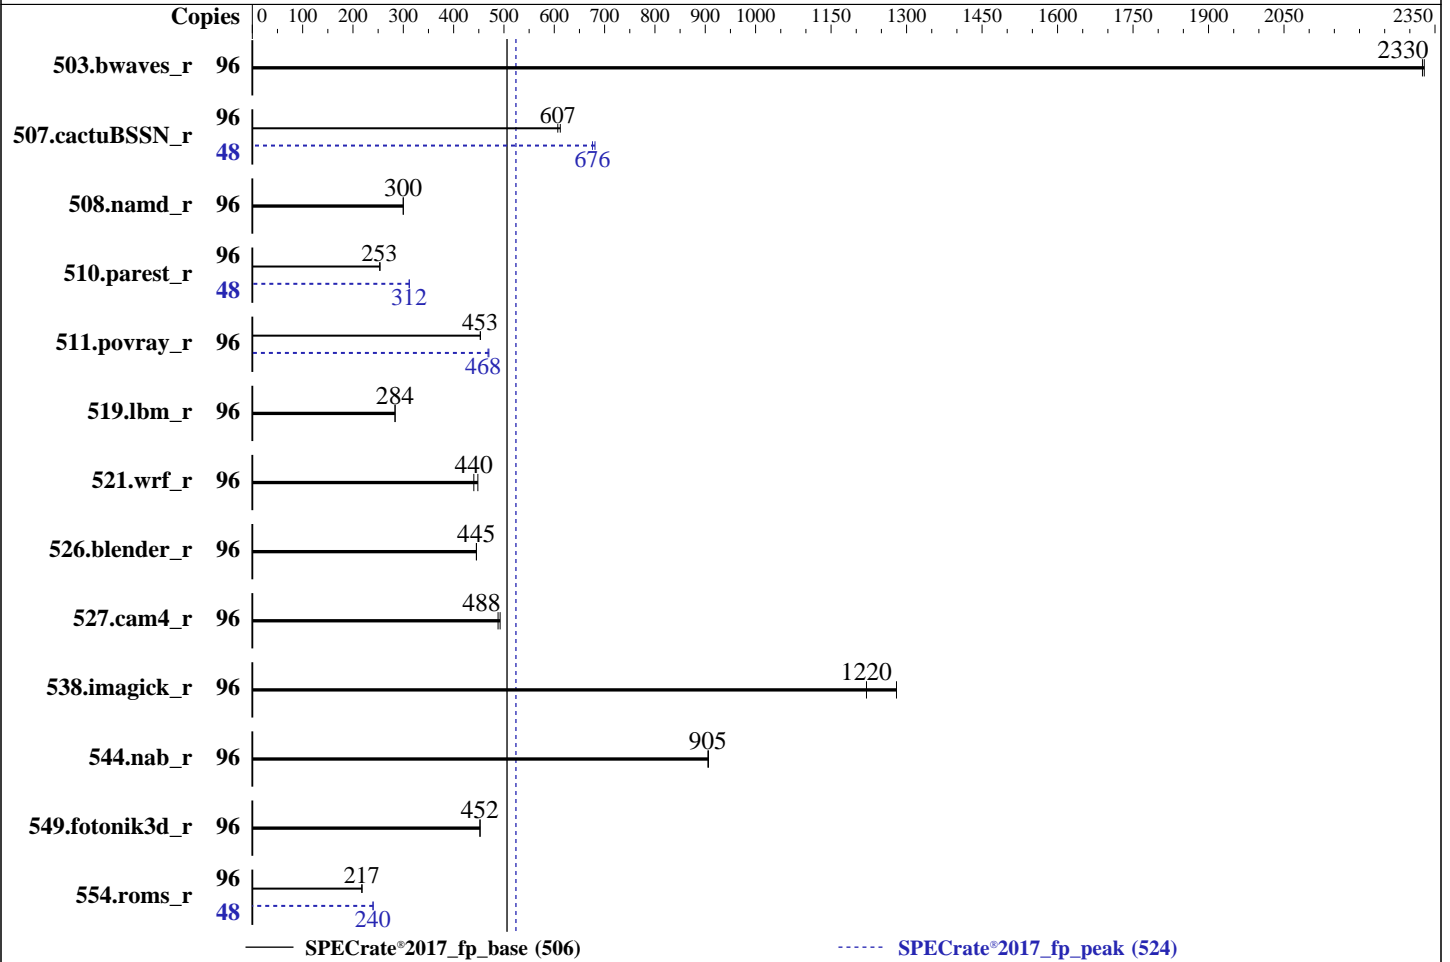 Copies 0 100 200 300 400 500 600 700 800 900 1000 1150 1300 1450 1600 1750 1900 2050 2350
503.bwaves_r 96 2330
507.cactuBSSN_r 96 607
48 676
508.namd_r 96 300
510.parest_r 96 253
48 312
511.povray_r 96 453
468
519.lbm_r 96 284
521.wrf_r 96 440
526.blender_r 96 445
527.cam4_r 96 488
538.imagick_r 96 1220
544.nab_r 96 905
549.fotonik3d_r 96 452
554.roms_r 96 217
48 240
SPECrate®2017_fp_base (506) SPECrate®2017_fp_peak (524)